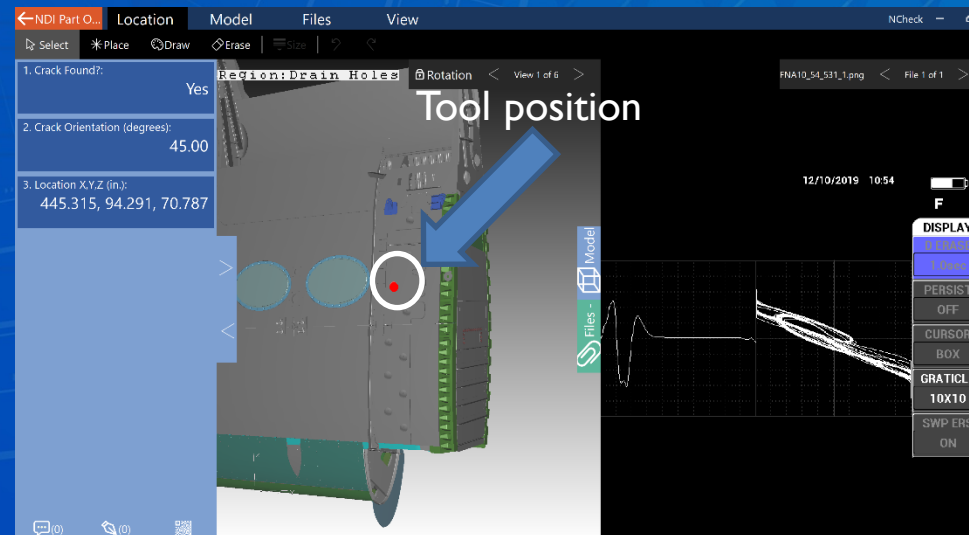 NDI Part O...
Location
Model
Files
View
NCheck
Select
Place
Draw
Erase
Size
1. Crack Found?:
Yes
2. Crack Orientation (degrees):
45.00
3. Location X,Y,Z (in.):
445.315, 94.291, 70.787
(0)
(0)
Region:Drain Holes
Rotation
< View 1 of 6 >
Tool position
Model
Files -
FNA10_54_531_1.png
< File 1 of 1 >
12/10/2019 10:54
F
DISPLAY
D ERASE
1.0sec
PERSIST
OFF
CURSOR
BOX
GRATICL
10X10
SWP ERS
ON